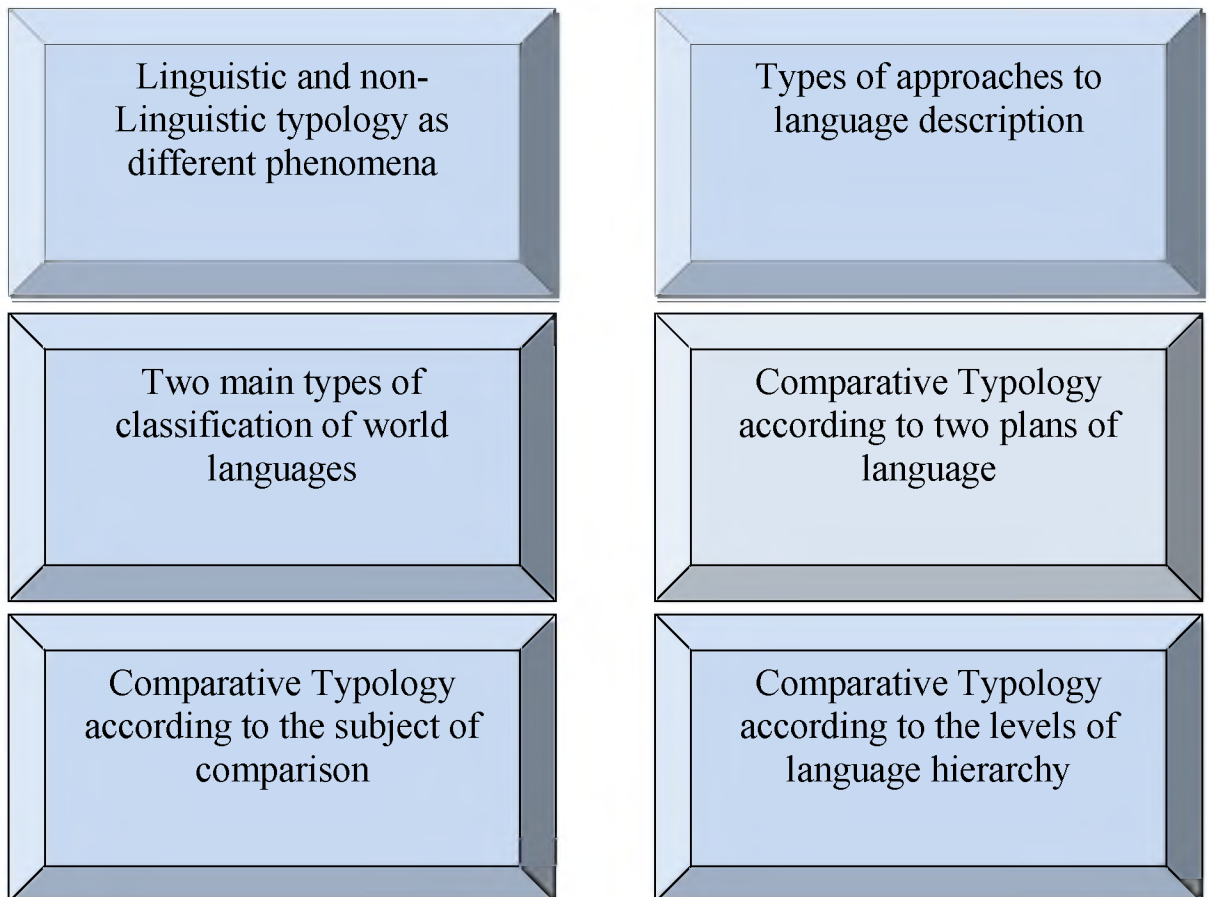 Linguistic and non-
Linguistic typology as
different phenomena
Types of approaches to
language description
Two main types of
classification of world
languages
Comparative Typology
according to two plans of
language
Comparative Typology
according to the subject of
comparison
Comparative Typology
according to the levels of
language hierarchy